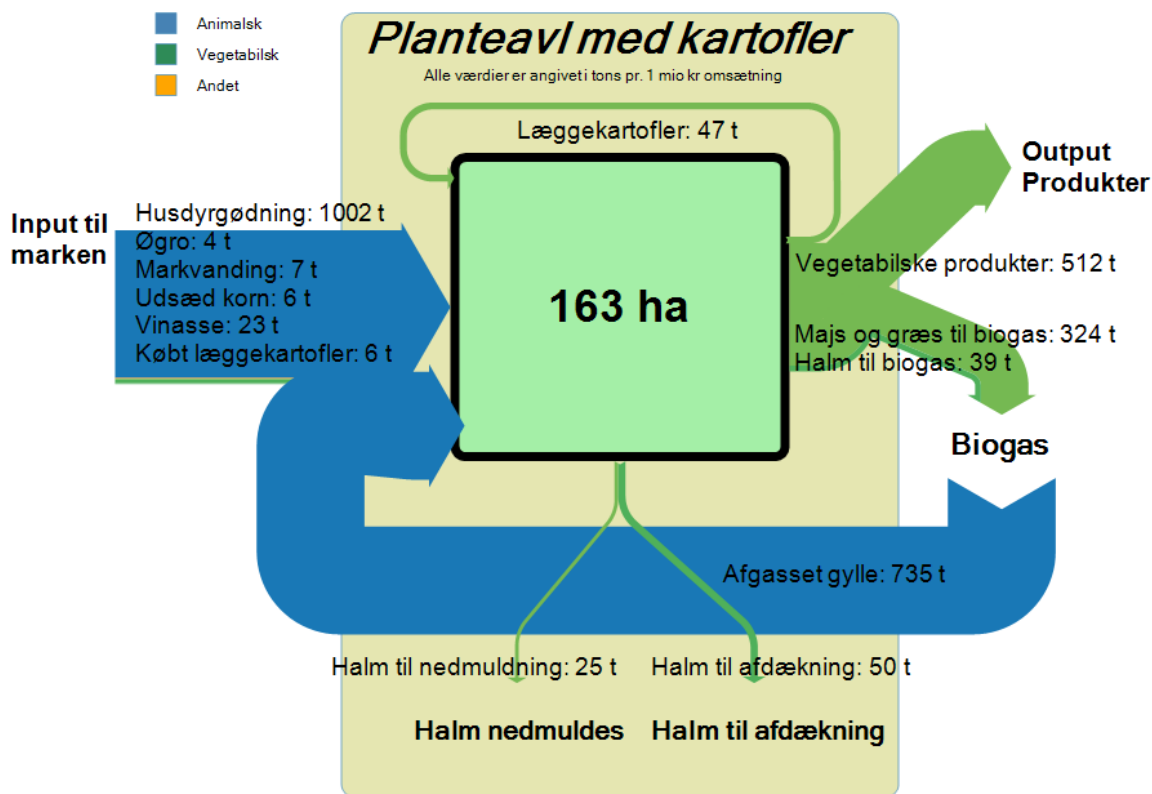 Animalsk
Vegetabilsk
Andet
Planteavl med kartofler
Alle værdier er angivet i tons pr. 1 mio kr omsætning
Læggekartofler: 47 t
Output
Produkter
Input til
marken
Husdyrgødning: 1002 t
Øgro: 4 t
Markvanding: 7 t
Udsæd korn: 6 t
Vinasse: 23 t
Købt læggekartofler: 6 t
163 ha
Vegetabilske produkter: 512 t
Majs og græs til biogas: 324 t
Halm til biogas: 39 t
Biogas
Afgasset gylle: 735 t
Halm til nedmuldning: 25 t
Halm til afdækning: 50 t
Halm nedmuldes
Halm til afdækning